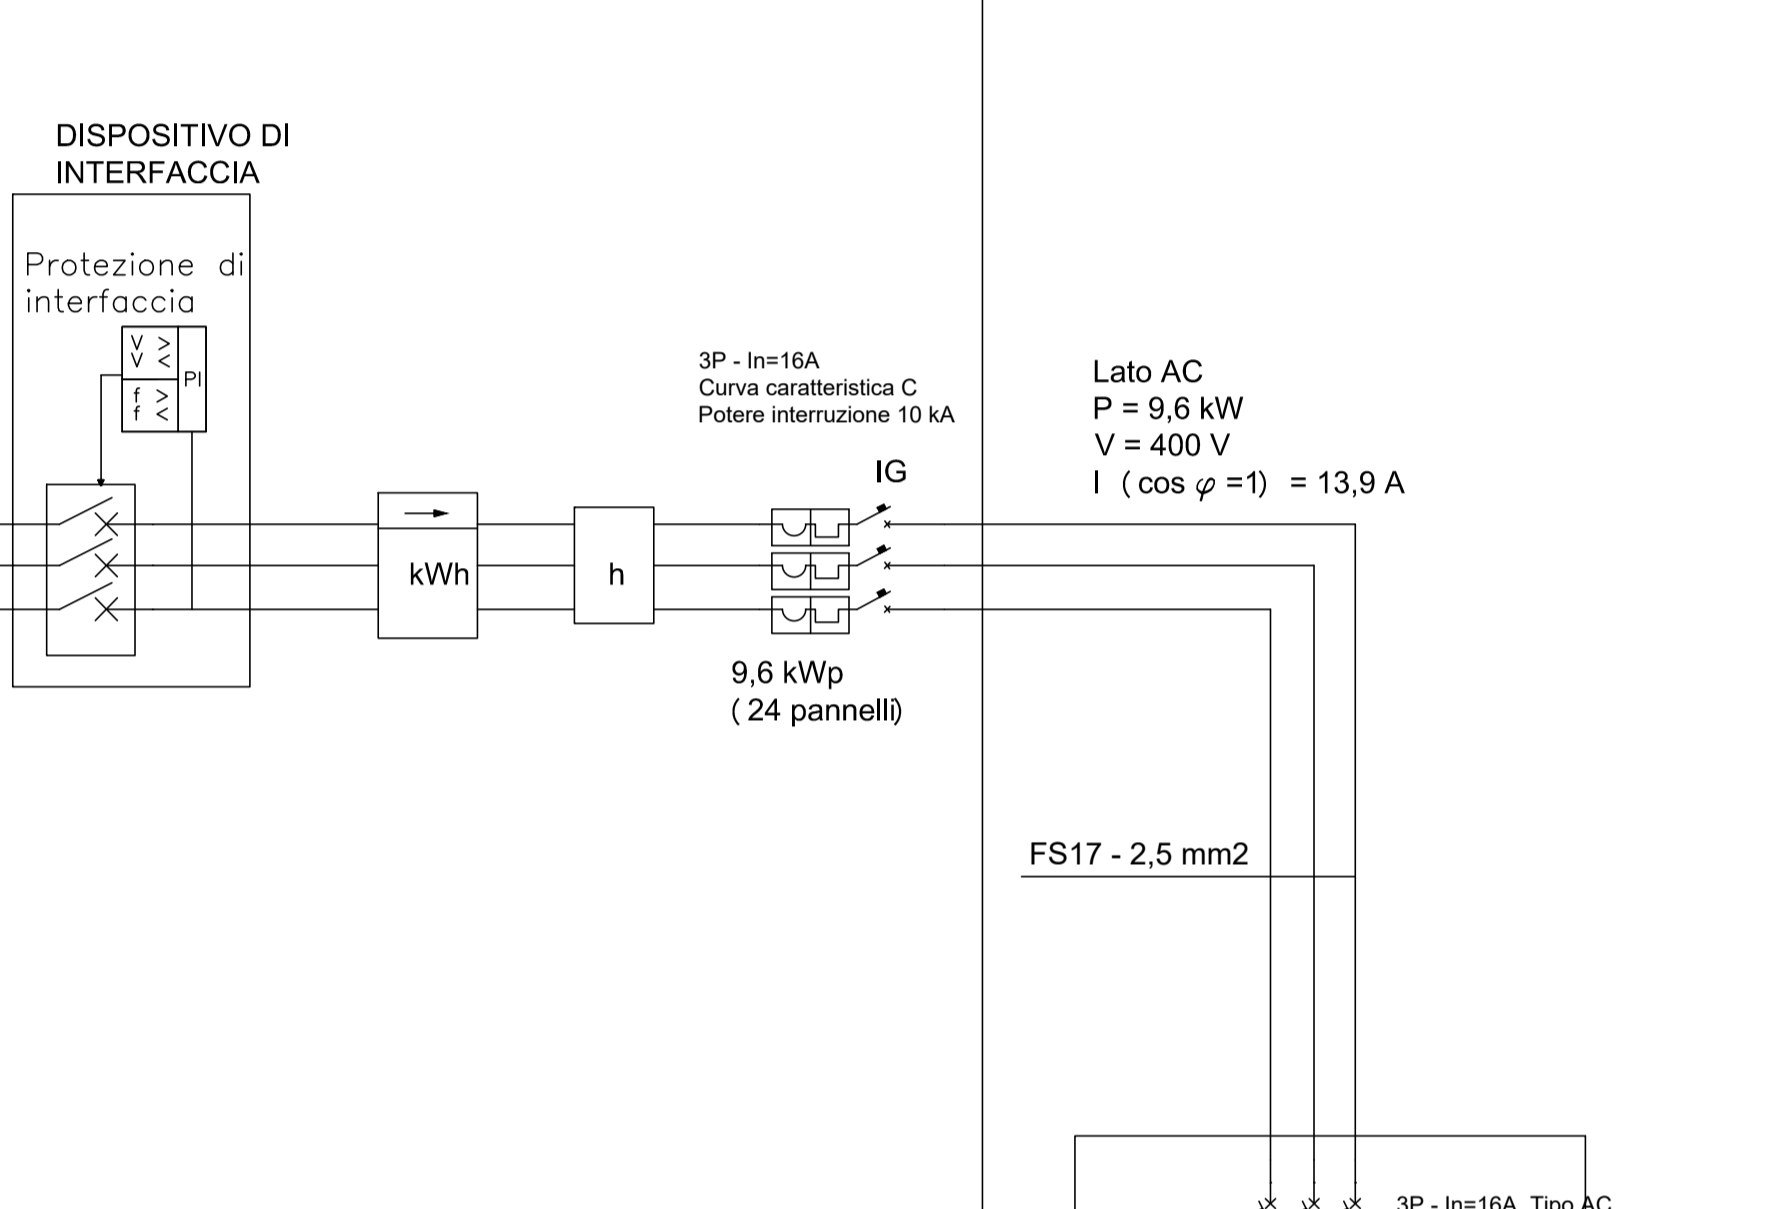 DISPOSITIVO DI
INTERFACCIA
Protezione di
interfaccia
V >
V <
f >
f <
PI
3P - In=16A
Curva caratteristica C
Potere interruzione 10 kA
IG
Lato AC
P = 9,6 kW
V = 400 V
I ( cos φ =1) = 13,9 A
kWh
h
9,6 kWp
( 24 pannelli)
FS17 - 2,5 mm2
3P - In=16A Tipo AC